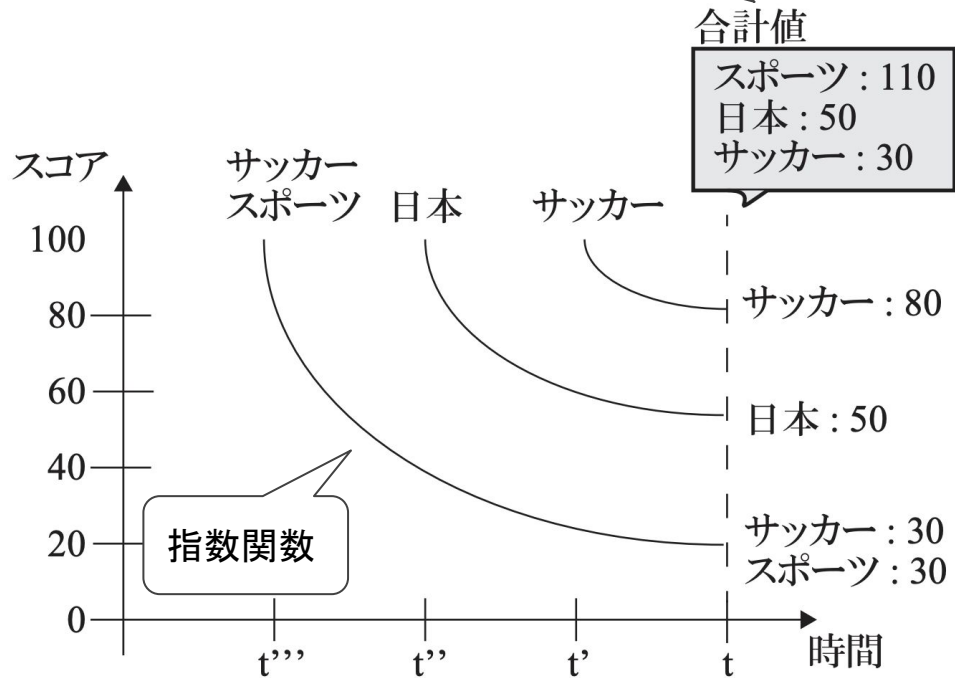 合計値
スポーツ : 110
日本 : 50
サッカー : 30
スコア
サッカー
スポーツ
日本
サッカー
100
80
60
40
20
0
サッカー : 80
日本 : 50
サッカー : 30
スポーツ : 30
指数関数
t’’’
t’’
t’
t
時間